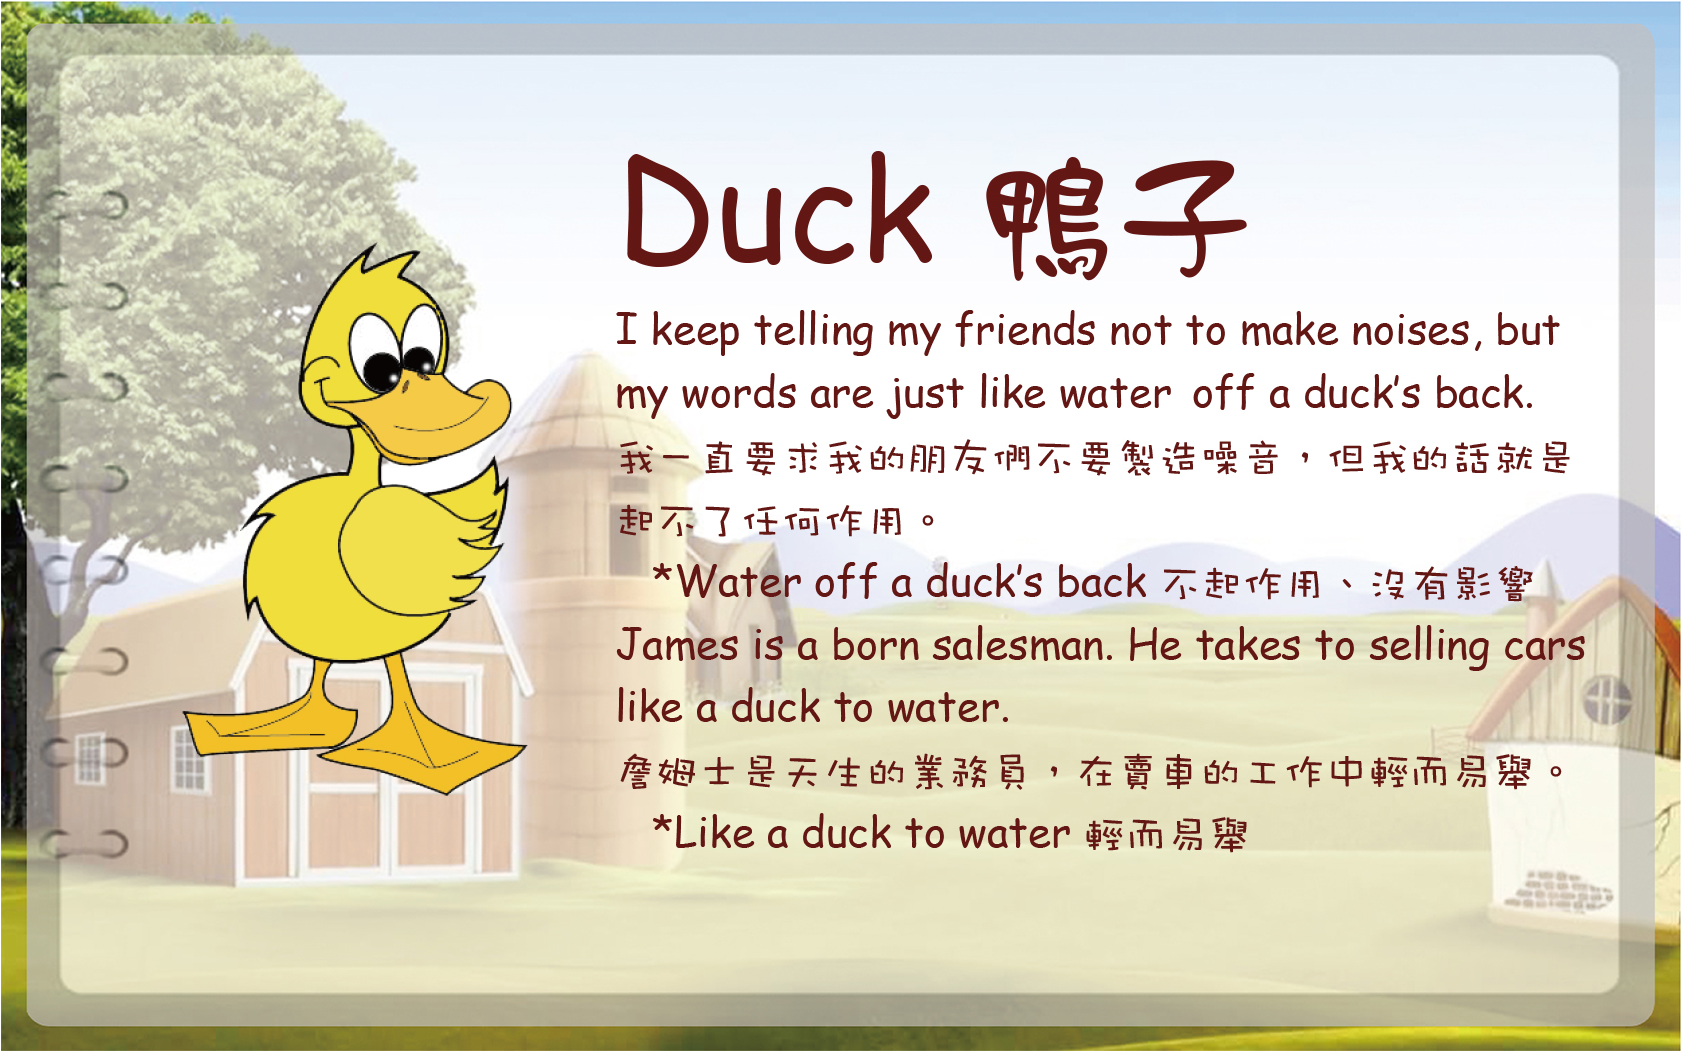 Duck 鴨子
I keep telling my friends not to make noises, but
my words are just like water off a duck's back.
我一直要求我的朋友們不要製造噪音，但我的話就是
起不了任何作用。
*Water off a duck's back 不起作用、沒有影響
James is a born salesman. He takes to selling cars
like a duck to water.
詹姆士是天生的業務員，在賣車的工作中輕而易舉。
*Like a duck to water 輕而易舉